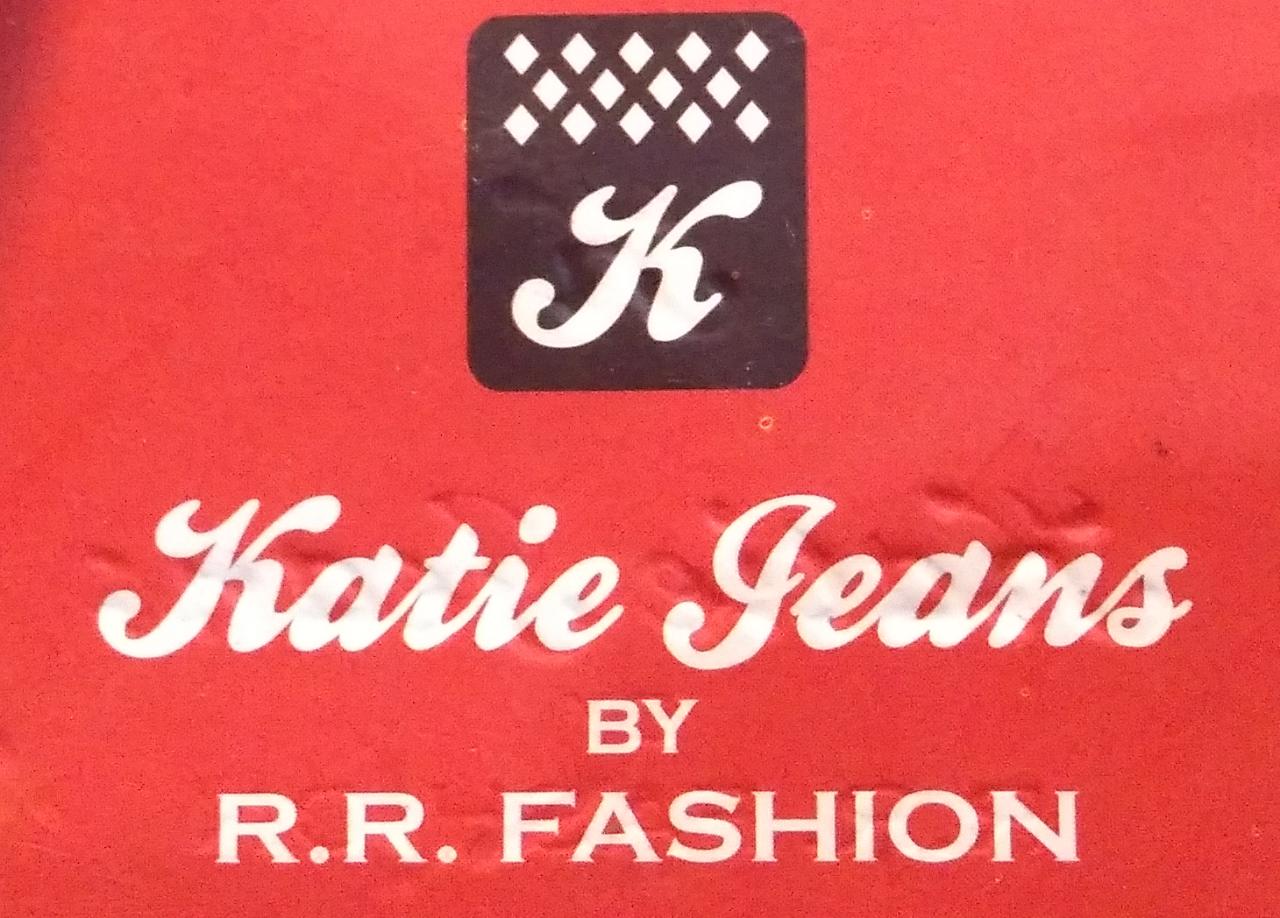 K
Katie Jeans
BY
R.R. FASHION